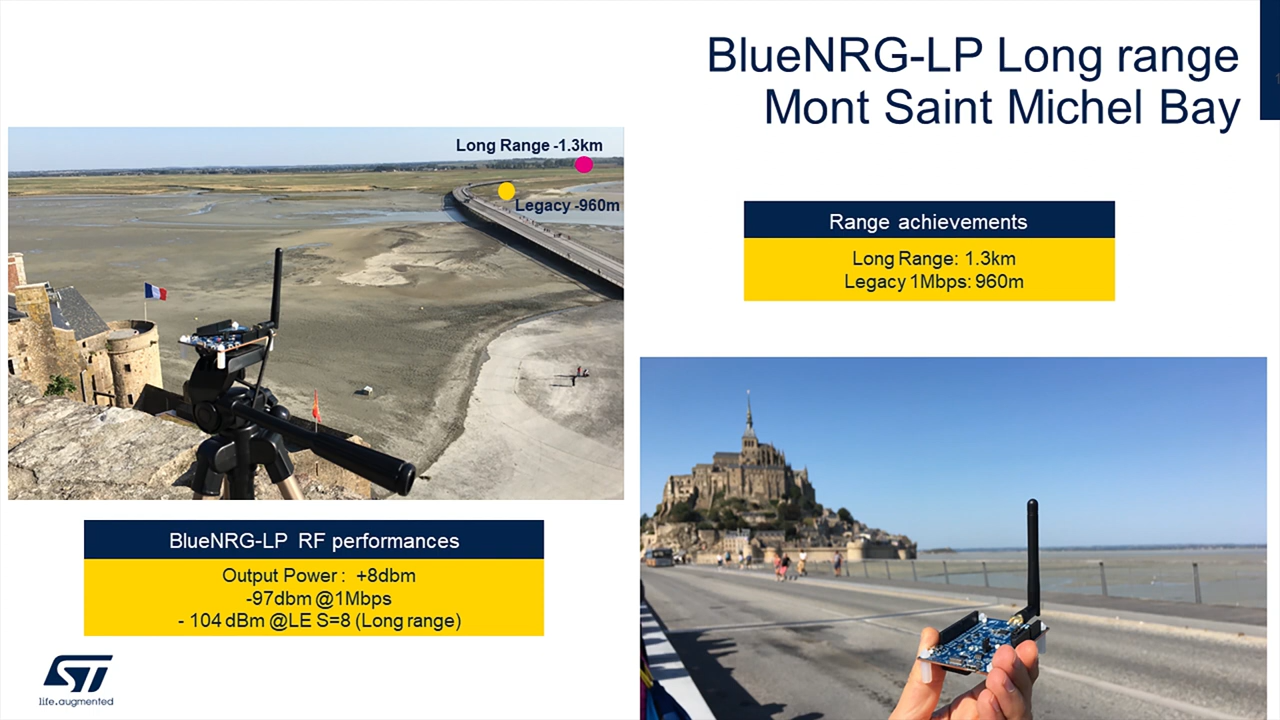 BlueNRG-LP Long range
Mont Saint Michel Bay
Long Range -1.3km
Legacy -960m
Range achievements
Long Range: 1.3km
Legacy 1Mbps: 960m
BlueNRG-LP RF performances
Output Power : +8dbm
-97dbm @1Mbps
- 104 dBm @LE S=8 (Long range)
ST
life.augmented